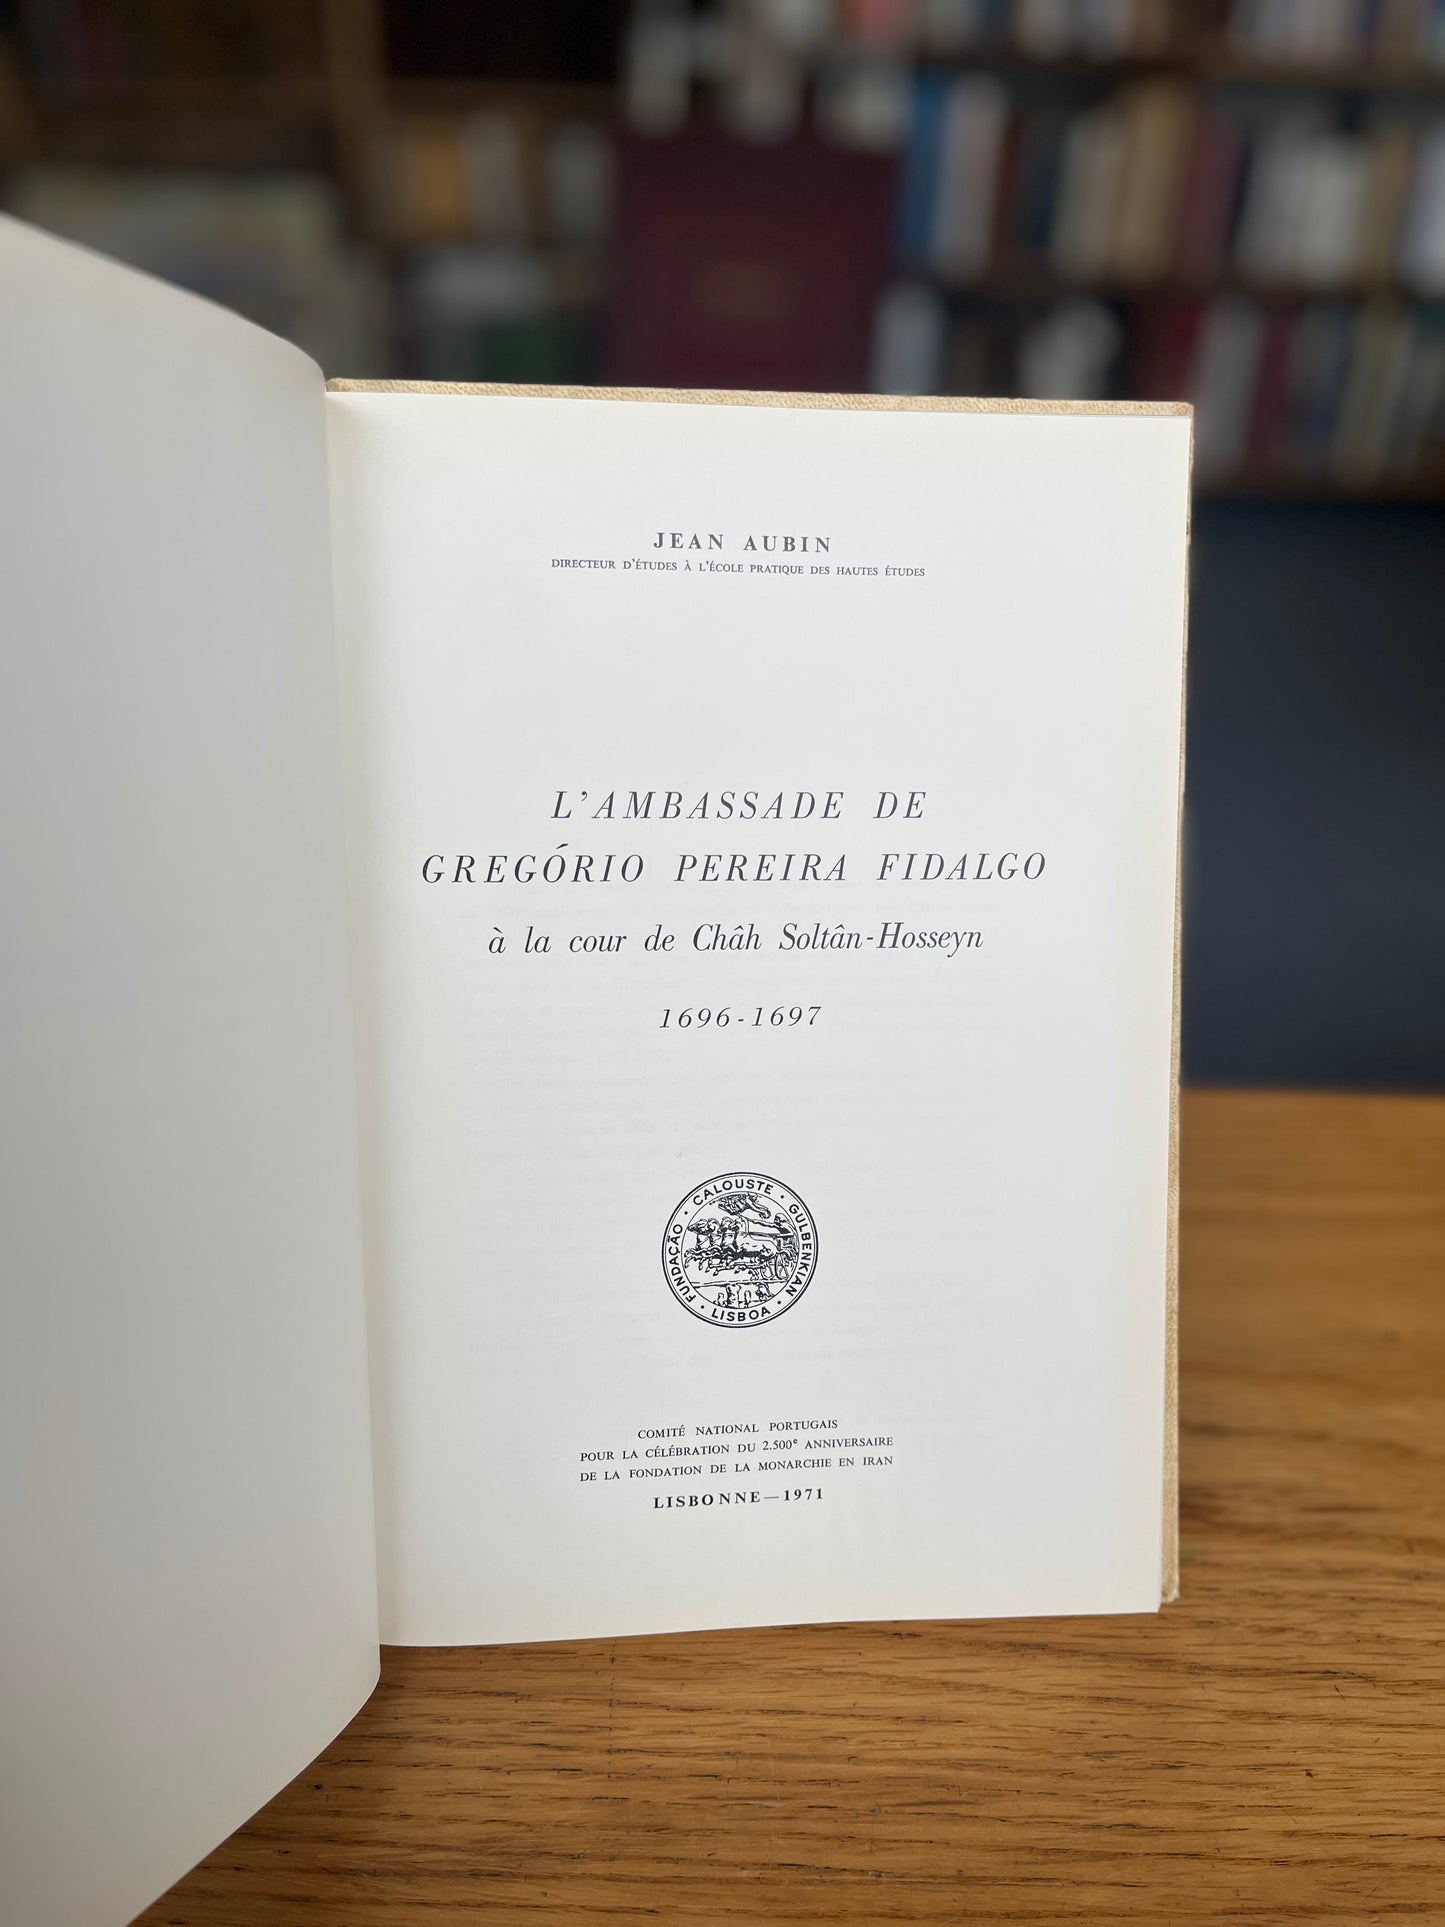 JEAN AUBIN
DIRECTEUR D'ÉTUDES À L'ÉCOLE PRATIQUE DES HAUTES ÉTUDES
L'AMBASSADE DE
GREGÓRIO PEREIRA FIDALGO
à la cour de Châh Soltân-Hosseyn
1696-1697
FUNDAÇÃO · CALOUSTE · GULBENKIAN · LISBOA ·
COMITÉ NATIONAL PORTUGAIS
POUR LA CÉLÉBRATION DU 2.500e ANNIVERSAIRE
DE LA FONDATION DE LA MONARCHIE EN IRAN
LISBONNE—1971